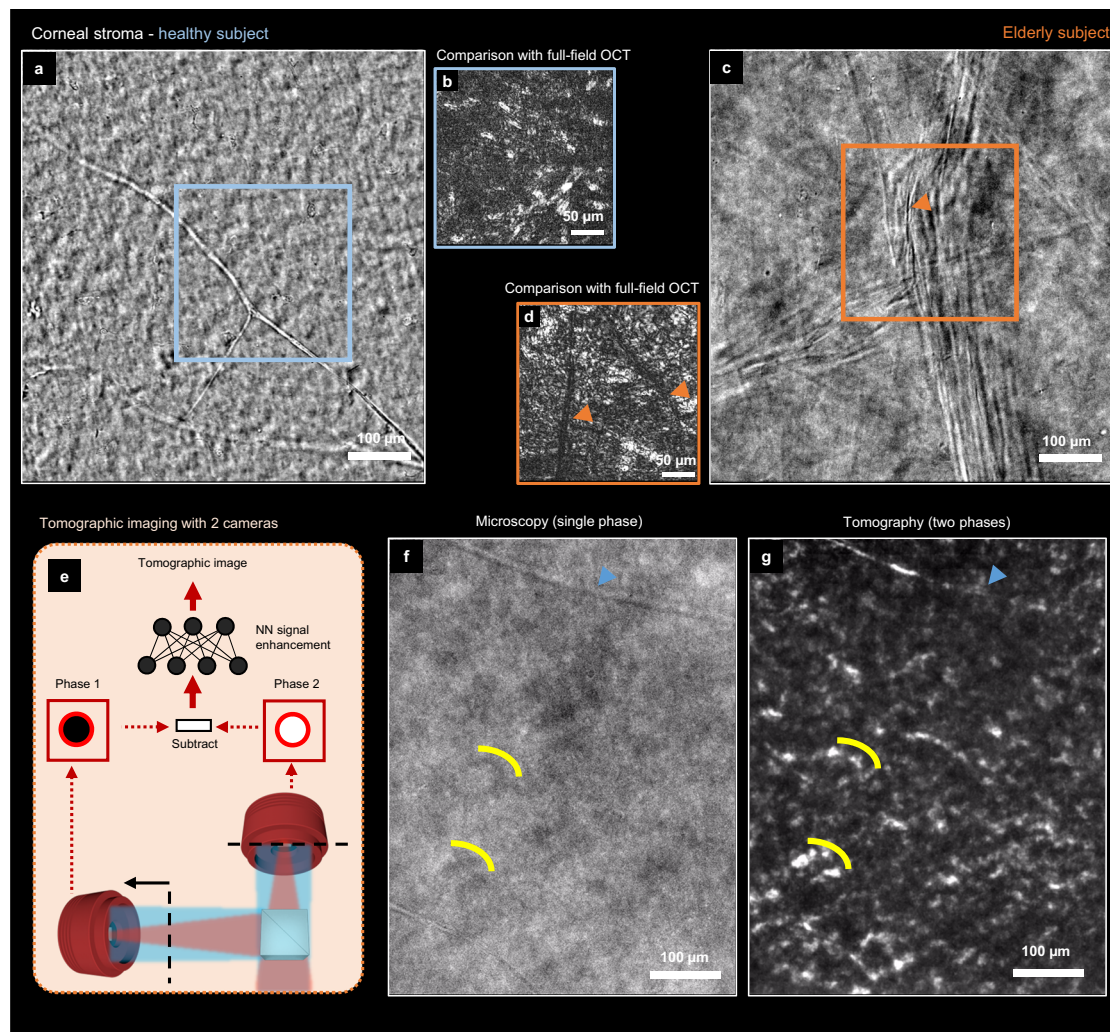 Corneal stroma - healthy subject
Elderly subject
Comparison with full-field OCT
a
b
c
50 µm
100 µm
Comparison with full-field OCT
d
50 µm
100 µm
Tomographic imaging with 2 cameras
Microscopy (single phase)
Tomography (two phases)
e
Tomographic image
NN signal
enhancement
Phase 1
Phase 2
Subtract
f
100 µm
g
100 µm